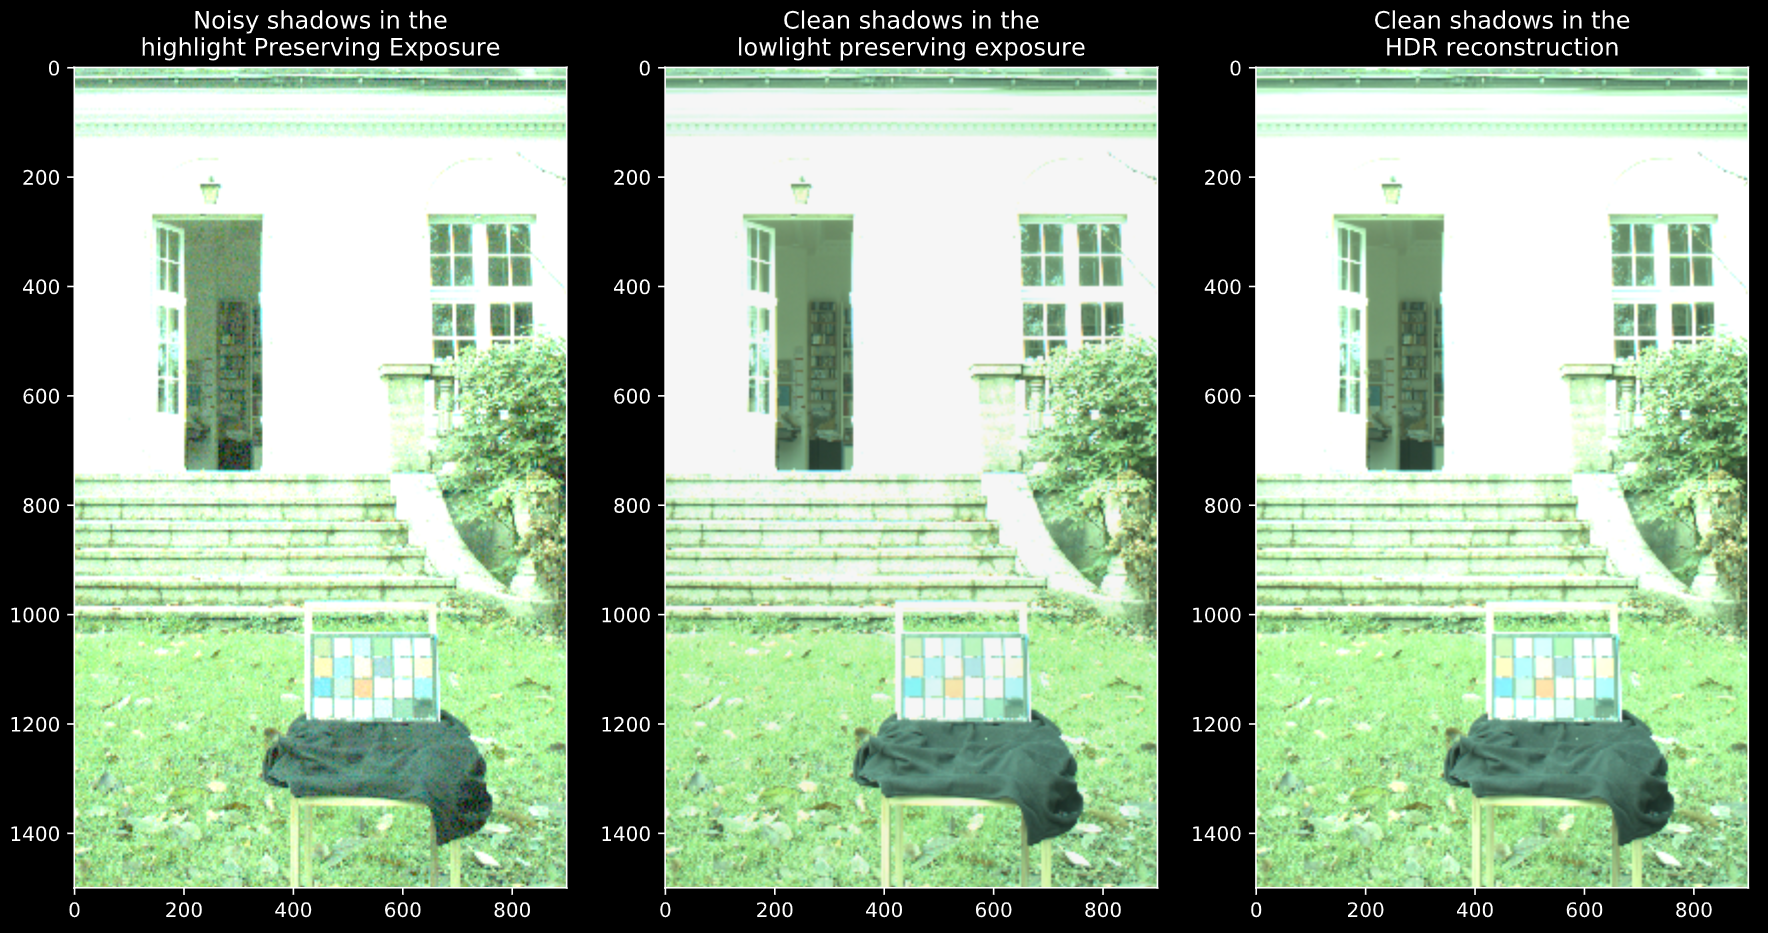 Noisy shadows in the
highlight Preserving Exposure
Clean shadows in the
lowlight preserving exposure
Clean shadows in the
HDR reconstruction
0
200
400
600
800
1000
1200
1400
0 200 400 600 800
0
200
400
600
800
1000
1200
1400
0 200 400 600 800
0
200
400
600
800
1000
1200
1400
0 200 400 600 800